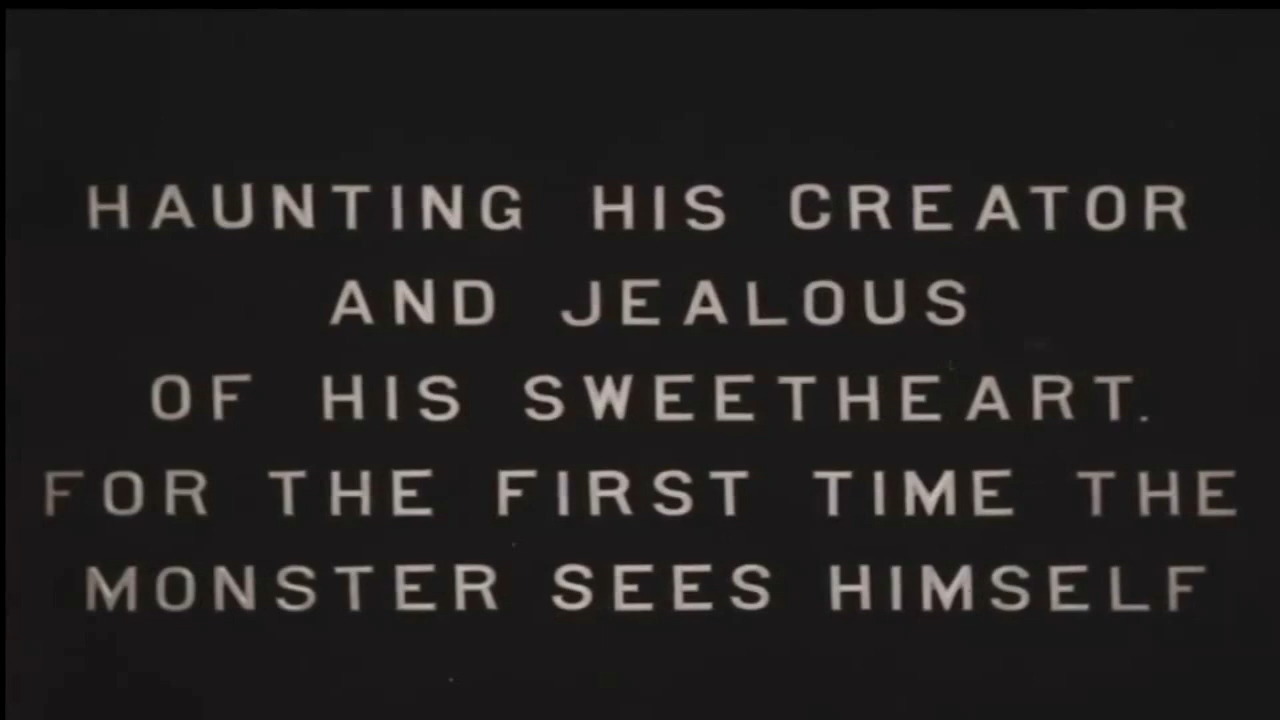 HAUNTING HIS CREATOR
AND JEALOUS
OF HIS SWEETHEART.
FOR THE FIRST TIME THE
MONSTER SEES HIMSELF